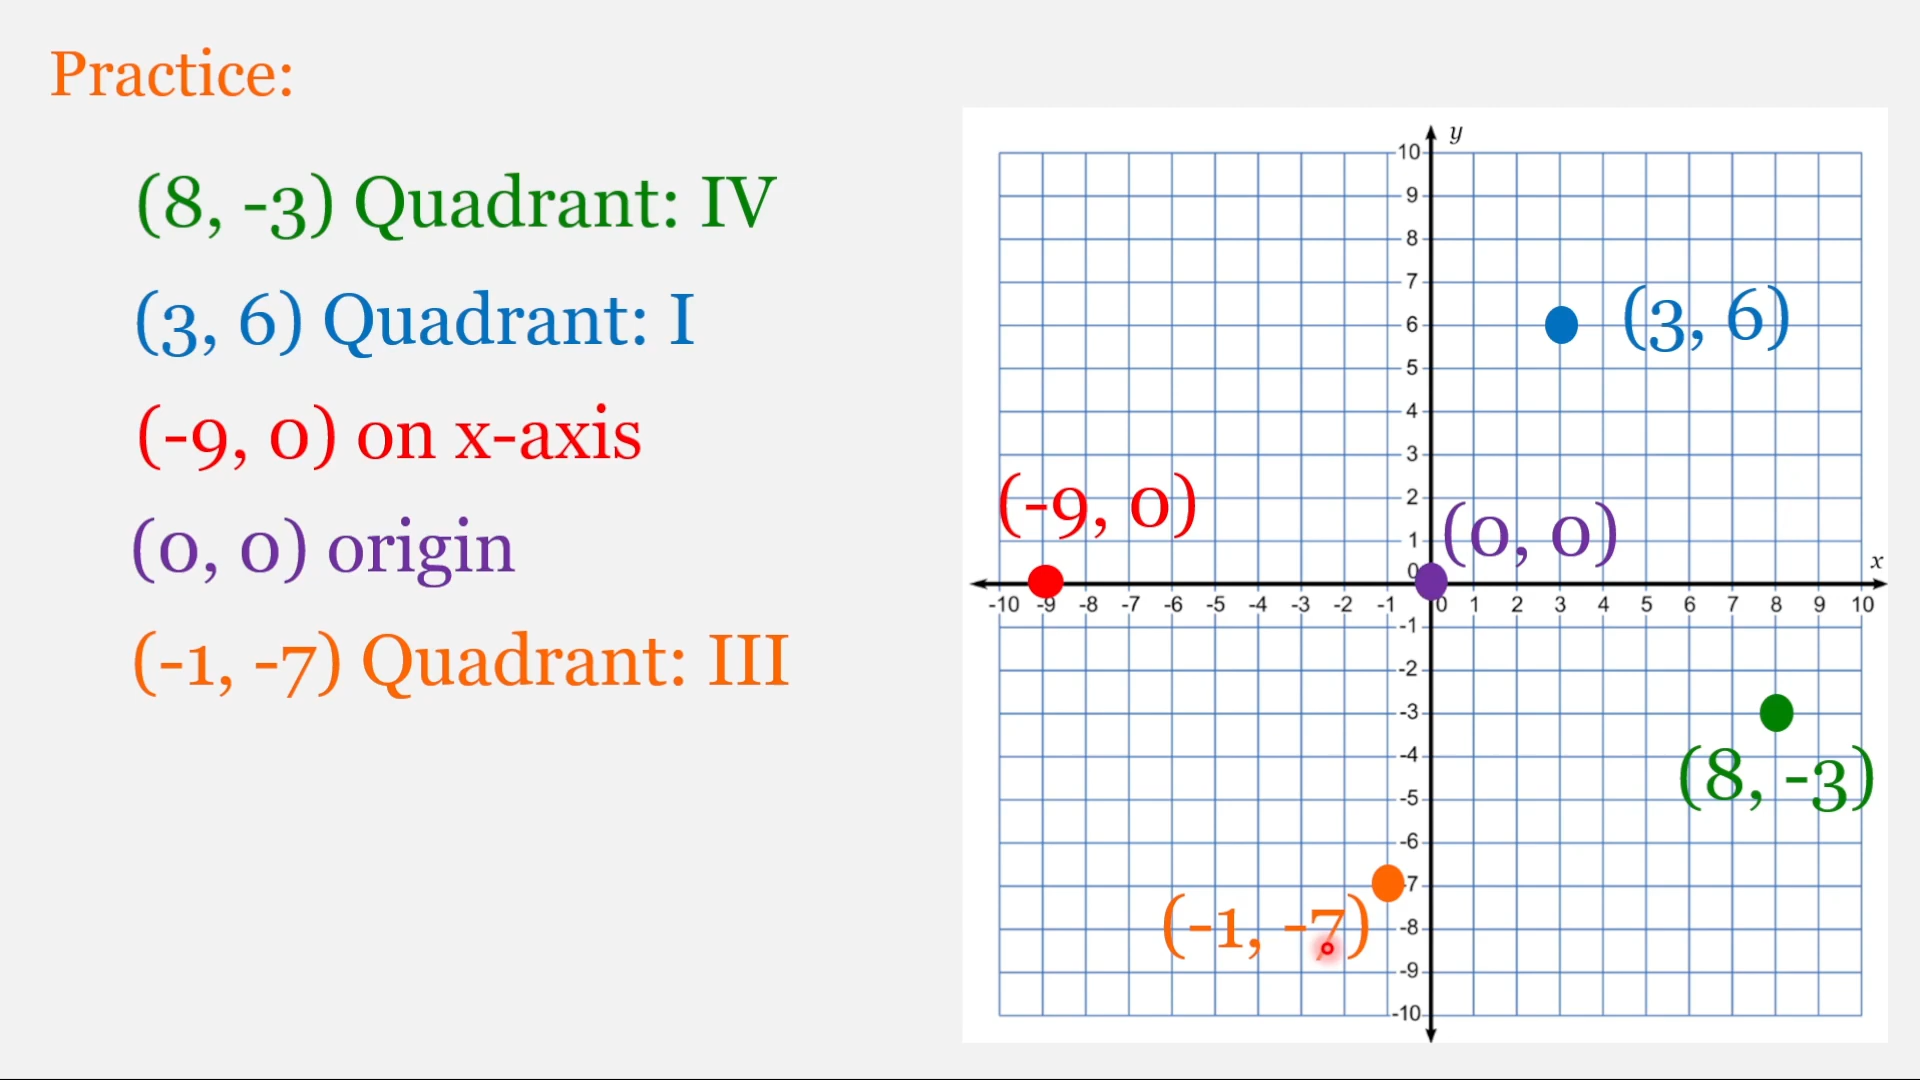 Practice:
(8, -3) Quadrant: IV
(3, 6) Quadrant: I
(-9, 0) on x-axis
(0, 0) origin
(-1, -7) Quadrant: III
y
10
9
8
7
6
(3, 6)
5
4
3
2
(-9, 0)
1
(0, 0)
0
x
-10 -9 -8 -7 -6 -5 -4 -3 -2 -1 0 1 2 3 4 5 6 7 8 9 10
-1
-2
-3
-4
(8, -3)
-5
-6
-7
(-1, -7)
-8
-9
-10